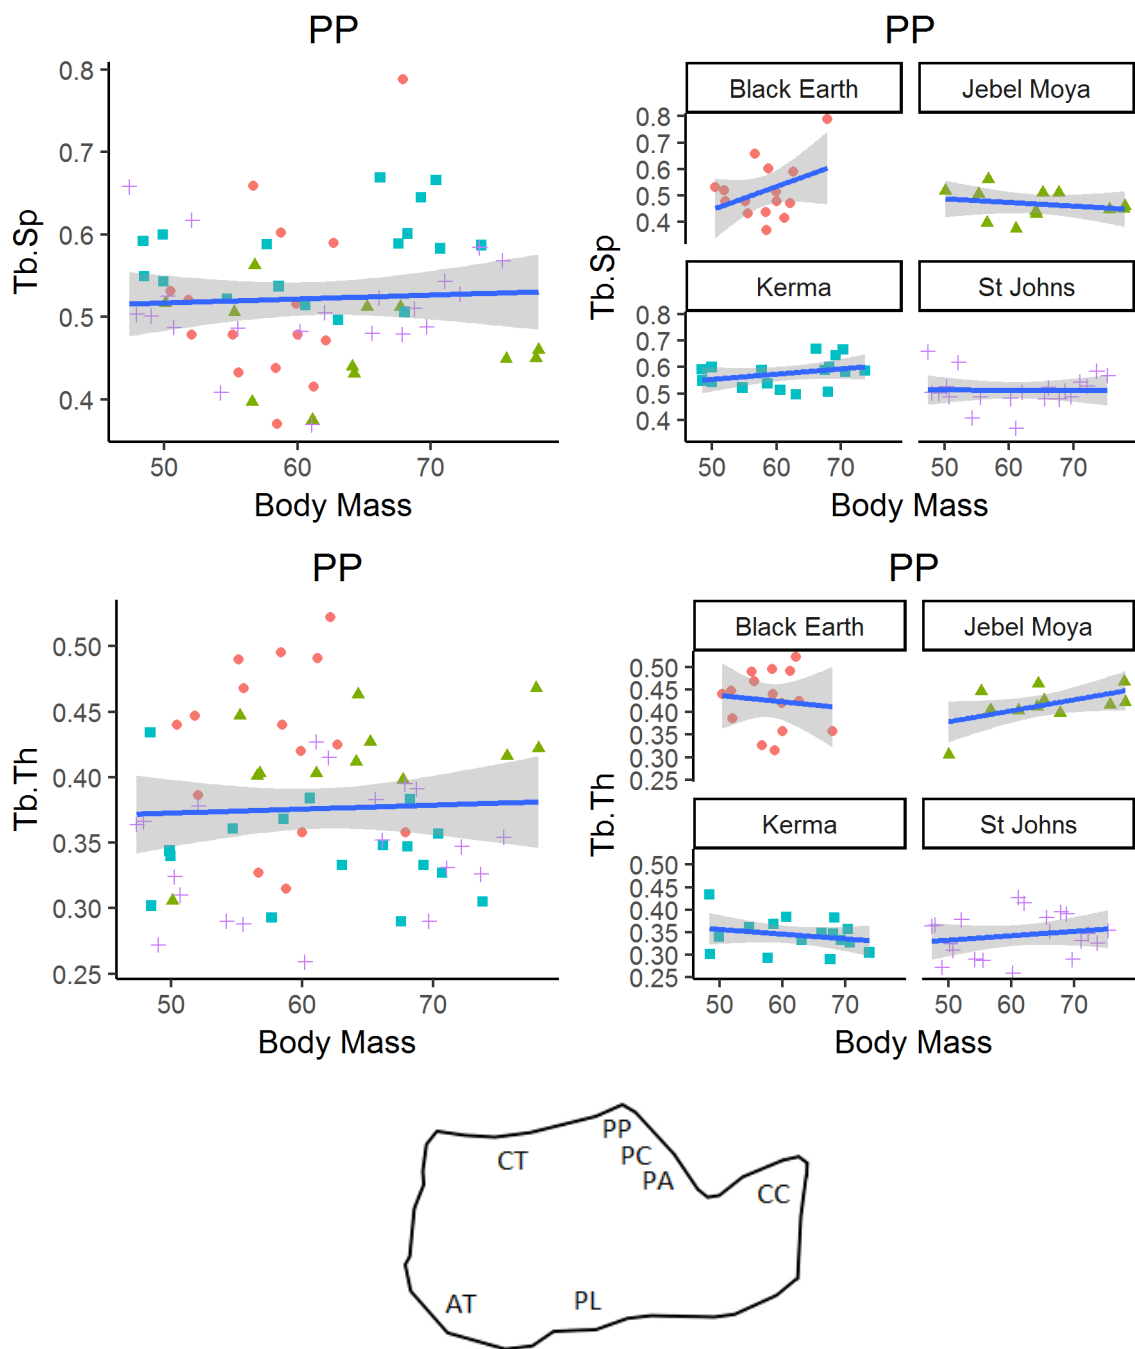 PP
0.8
0.7
0.6
0.5
0.4
Tb.Sp
50 60 70
Body Mass
PP
Black Earth Jebel Moya
0.8
0.7
0.6
0.5
0.4
Kerma St Johns
0.8
0.7
0.6
0.5
0.4
Tb.Sp
50 60 70 50 60 70
Body Mass
PP
0.50
0.45
0.40
0.35
0.30
0.25
Tb.Th
50 60 70
Body Mass
PP
Black Earth Jebel Moya
0.50
0.45
0.40
0.35
0.30
0.25
Kerma St Johns
0.50
0.45
0.40
0.35
0.30
0.25
Tb.Th
50 60 70 50 60 70
Body Mass
PP
CT PC
PA
CC
AT PL